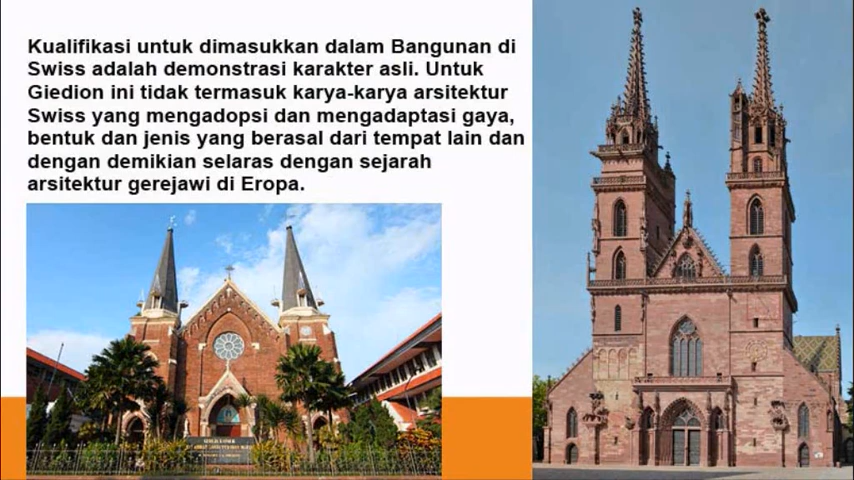 Kualifikasi untuk dimasukkan dalam Bangunan di
Swiss adalah demonstrasi karakter asli. Untuk
Giedion ini tidak termasuk karya-karya arsitektur
Swiss yang mengadopsi dan mengadaptasi gaya,
bentuk dan jenis yang berasal dari tempat lain dan
dengan demikian selaras dengan sejarah
arsitektur gerejawi di Eropa.